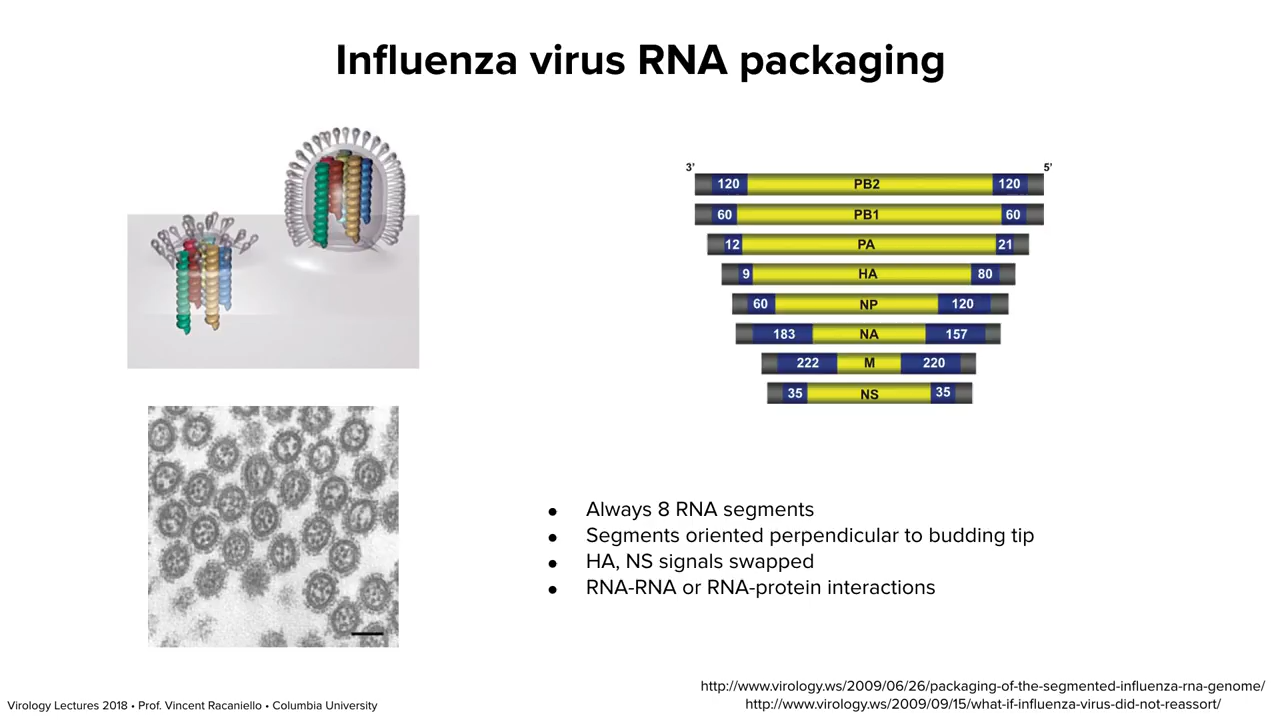 Influenza virus RNA packaging
3’ 5’
120 PB2 120
60 PB1 60
12 PA 21
9 HA 80
60 NP 120
183 NA 157
222 M 220
35 NS 35
● Always 8 RNA segments
● Segments oriented perpendicular to budding tip
● HA, NS signals swapped
● RNA-RNA or RNA-protein interactions
http://www.virology.ws/2009/06/26/packaging-of-the-segmented-influenza-rna-genome/
http://www.virology.ws/2009/09/15/what-if-influenza-virus-did-not-reassort/
Virology Lectures 2018 • Prof. Vincent Racaniello • Columbia University